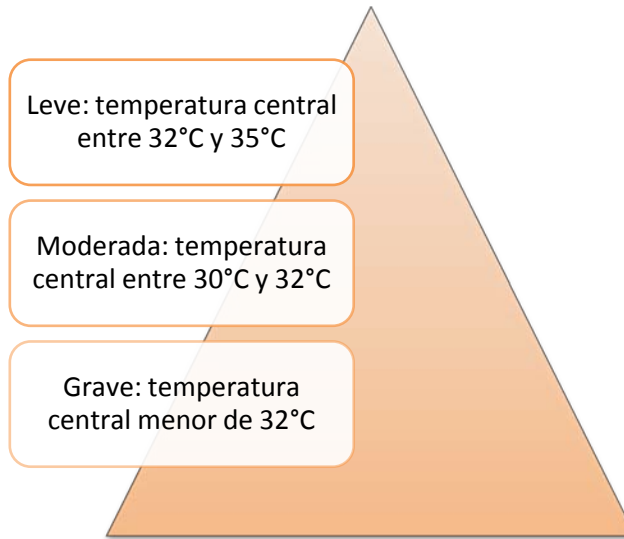 Leve: temperatura central
entre 32°C y 35°C
Moderada: temperatura
central entre 30°C y 32°C
Grave: temperatura
central menor de 32°C